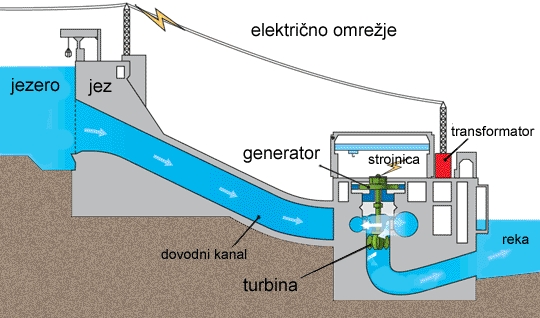 električno omrežje
jezero
jez
transformator
generator
strojnica
reka
dovodni kanal
turbina